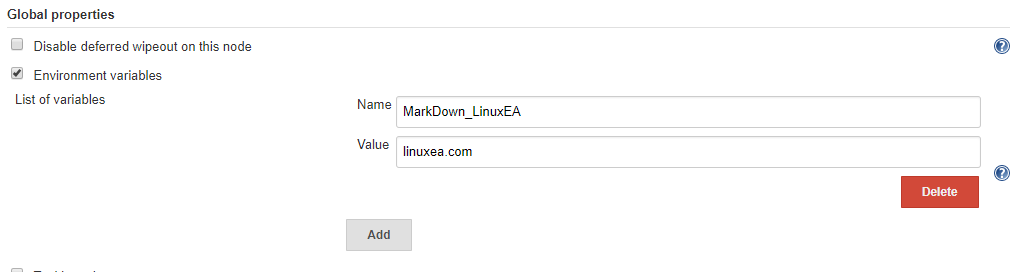 Global properties
Disable deferred wipeout on this node
Environment variables
List of variables
Name
MarkDown_LinuxEA
Value
linuxea.com
Delete
Add